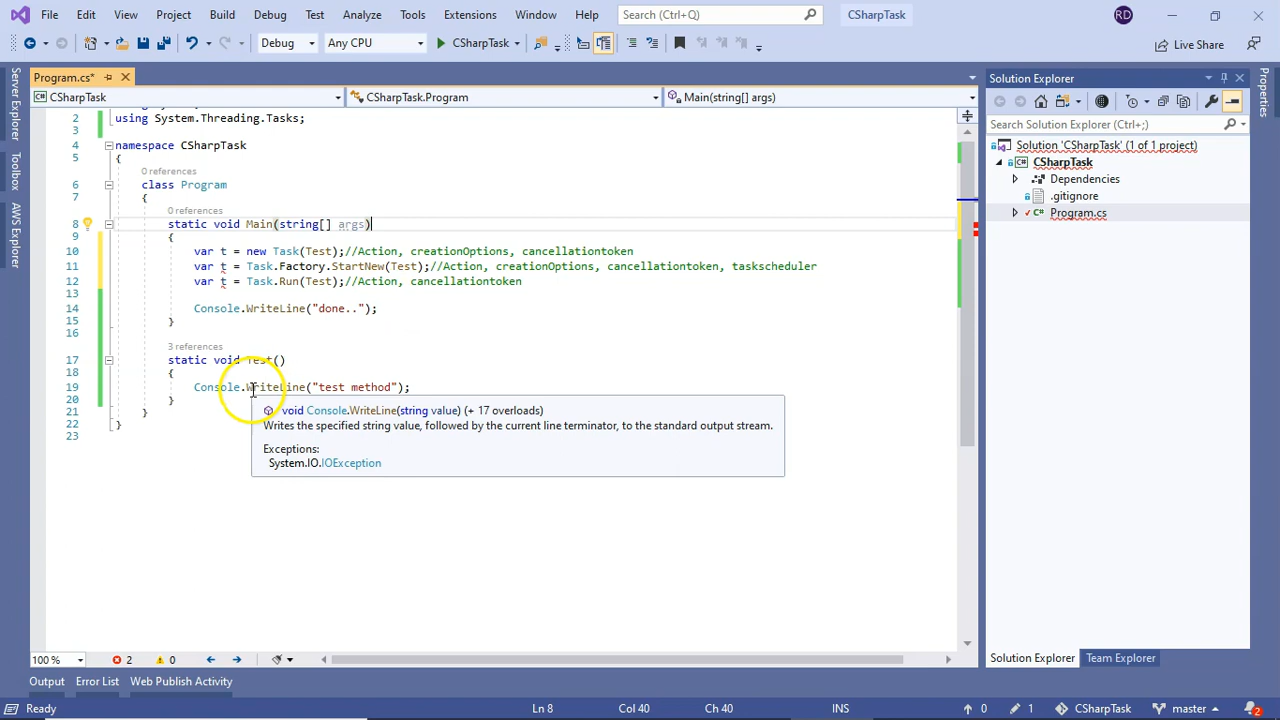 File Edit View Project Build Debug Test Analyze Tools Extensions Window Help Search (Ctrl+Q) CSharpTask RD
Debug Any CPU CSharpTask Live Share
Program.cs* Solution Explorer
CSharpTask CSharpTask.Program Main(string[] args)
Search Solution Explorer (Ctrl+;)
Server Explorer
Toolbox
AWS Explorer
2 using System.Threading.Tasks;
3
4 namespace CSharpTask
5 {
0 references
6 class Program
7 {
0 references
8 static void Main(string[] args)
9 {
10 var t = new Task(Test);//Action, creationOptions, cancellationtoken
11 var t = Task.Factory.StartNew(Test);//Action, creationOptions, cancellationtoken, taskscheduler
12 var t = Task.Run(Test);//Action, cancellationtoken
13
14 Console.WriteLine("done..");
15 }
16
3 references
17 static void Test()
18 {
19 Console.WriteLine("test method");
20 }
21 }
22 }
23
void Console.WriteLine(string value) (+ 17 overloads)
Writes the specified string value, followed by the current line terminator, to the standard output stream.
Exceptions:
System.IO.IOException
Solution 'CSharpTask' (1 of 1 project)
CSharpTask
Dependencies
.gitignore
C# Program.cs
Properties
100 % 2 0
Solution Explorer Team Explorer
Output Error List Web Publish Activity
Ready Ln 8 Col 40 Ch 40 INS 0 1 CSharpTask master 2